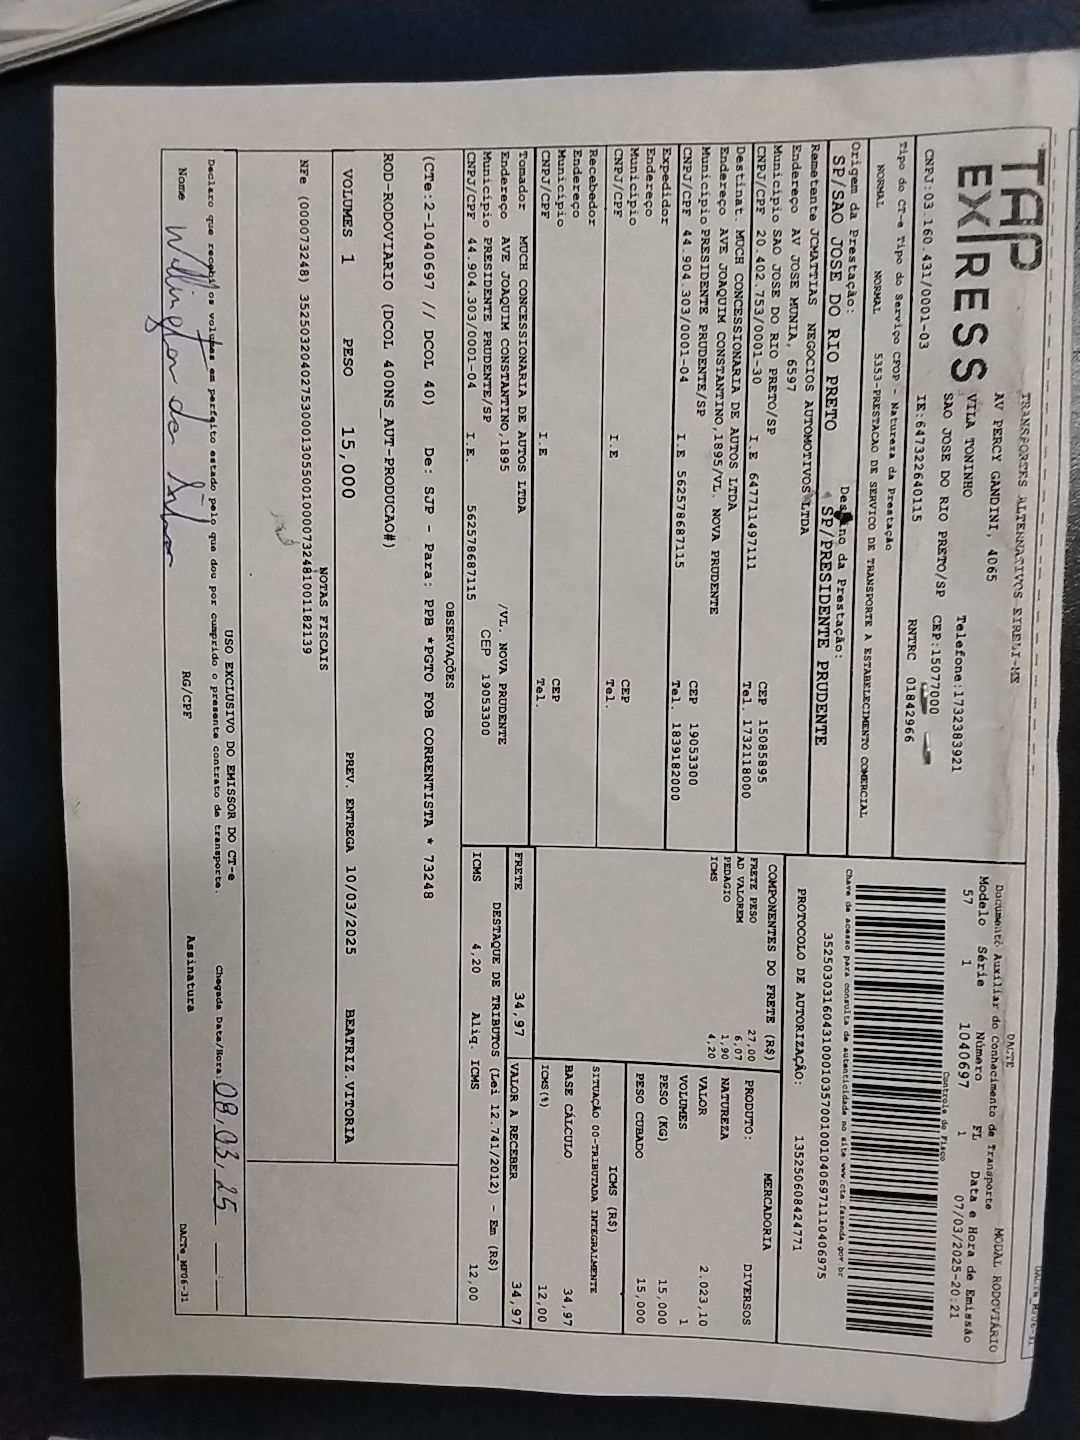 DACTe_MF06-31
TAP EXPRESS
TRANSPORTES ALTERNATIVOS EIRELI-ME
AV PERCY GANDINI, 4065
VILA TONINHO Telefone:1732383921
SAO JOSE DO RIO PRETO/SP CEP:15077000
CNPJ:03.160.431/0001-03 IE:647322640115 RNTRC 01842966
DACTE MODAL RODOVIÁRIO
Documento Auxiliar do Conhecimento de Transporte
Modelo Série Número FL Data e Hora de Emissão
57 1 1040697 1 07/03/2025-20:21
Controle do Fisco
Chave de acesso para consulta de autenticidade no site www.cte.fazenda.gov.br
35250303160431000103570010010406971110406975
PROTOCOLO DE AUTORIZAÇÃO: 135250608424771
Tipo do CT-e Tipo do Serviço CFOP - Natureza da Prestação
NORMAL NORMAL 5353-PRESTACAO DE SERVICO DE TRANSPORTE A ESTABELECIMENTO COMERCIAL
Origem da Prestação: Destino da Prestação:
SP/SAO JOSE DO RIO PRETO SP/PRESIDENTE PRUDENTE
Remetente JCMATTIAS NEGOCIOS AUTOMOTIVOS LTDA
Endereço AV JOSE MUNIA, 6597
Município SAO JOSE DO RIO PRETO/SP CEP 15085895
CNPJ/CPF 20.402.753/0001-30 I.E 647711497111 Tel. 1732118000
Destinat. MUCH CONCESSIONARIA DE AUTOS LTDA
Endereço AVE JOAQUIM CONSTANTINO,1895/VL. NOVA PRUDENTE
Município PRESIDENTE PRUDENTE/SP CEP 19053300
CNPJ/CPF 44.904.303/0001-04 I.E 562578687115 Tel. 1839182000
Expedidor
Endereço
Município CEP
CNPJ/CPF I.E Tel.
Recebedor
Endereço
Município CEP
CNPJ/CPF I.E Tel.
Tomador MUCH CONCESSIONARIA DE AUTOS LTDA
Endereço AVE JOAQUIM CONSTANTINO,1895 /VL. NOVA PRUDENTE
Município PRESIDENTE PRUDENTE/SP CEP 19053300
CNPJ/CPF 44.904.303/0001-04 I.E. 562578687115
COMPONENTES DO FRETE (R$)
FRETE PESO 27,00
AD VALOREM 6,07
PEDAGIO 1,90
ICMS 4,20
MERCADORIA
PRODUTO: DIVERSOS
NATUREZA
VALOR 2.023,10
VOLUMES 1
PESO (KG) 15,000
PESO CUBADO 15,000
ICMS (R$)
SITUAÇÃO 00-TRIBUTADA INTEGRALMENTE
BASE CÁLCULO 34,97
ICMS(%) 12,00
FRETE 34,97 VALOR A RECEBER 34,97
DESTAQUE DE TRIBUTOS (Lei 12.741/2012) - Em (R$)
ICMS 4,20 Aliq. ICMS 12,00
OBSERVAÇÕES
(CTe:2-1040697 // DCOL 40) De: SJP - Para: PPB *PGTO FOB CORRENTISTA * 73248
ROD-RODOVIARIO (DCOL 400NS_AUT-PRODUCAO#)
VOLUMES 1 PESO 15,000 PREV. ENTREGA 10/03/2025 BEATRIZ.VITORIA
NOTAS FISCAIS
NFe (000073248) 35250320402753000130550010000732481001182139
USO EXCLUSIVO DO EMISSOR DO CT-e
Declaro que recebi os volumes em perfeito estado pelo que dou por cumprido o presente contrato de transporte. Chegada Data/Hora: 08,03,25
Nome Wellington da Silva RG/CPF Assinatura DACTe_MF06-31